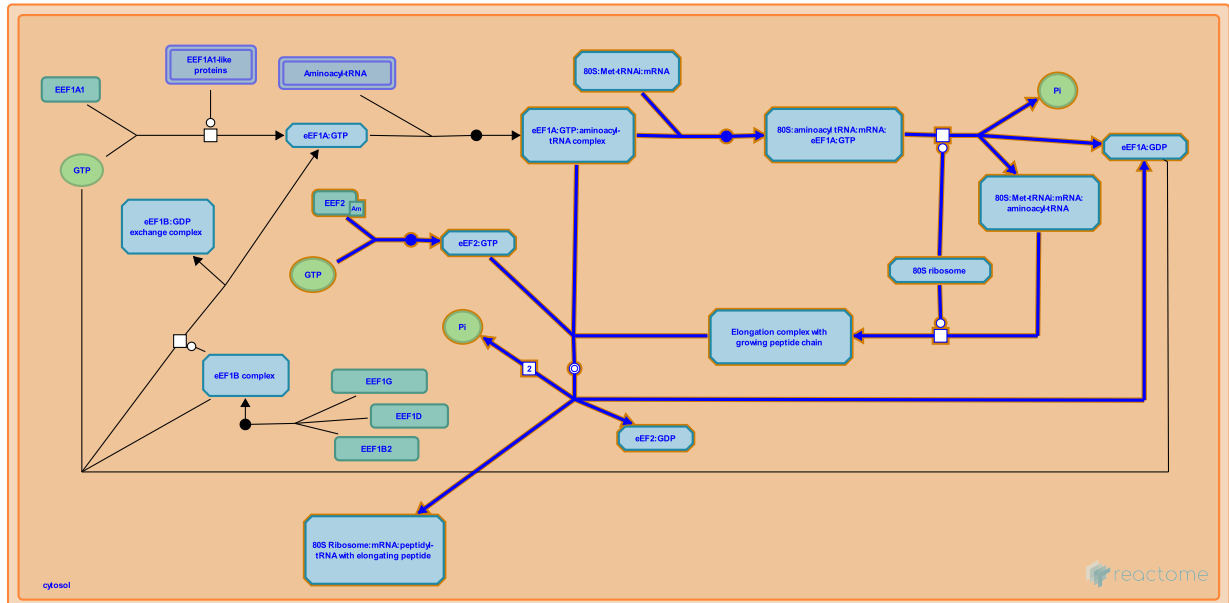 EEF1A1-like
proteins
Aminoacyl-tRNA
80S:Met-tRNAi:mRNA
EEF1A1
Pi
eEF1A:GTP
eEF1A:GTP:aminoacyl-
tRNA complex
80S:aminoacyl tRNA:mRNA:
eEF1A:GTP
eEF1A:GDP
GTP
EEF2
Am
80S:Met-tRNAi:mRNA:
aminoacyl-tRNA
eEF1B:GDP
exchange complex
eEF2:GTP
GTP
80S ribosome
Pi
Elongation complex with
growing peptide chain
2
eEF1B complex
EEF1G
EEF1D
EEF1B2
eEF2:GDP
80S Ribosome:mRNA:peptidyl-
tRNA with elongating peptide
cytosol
reactome